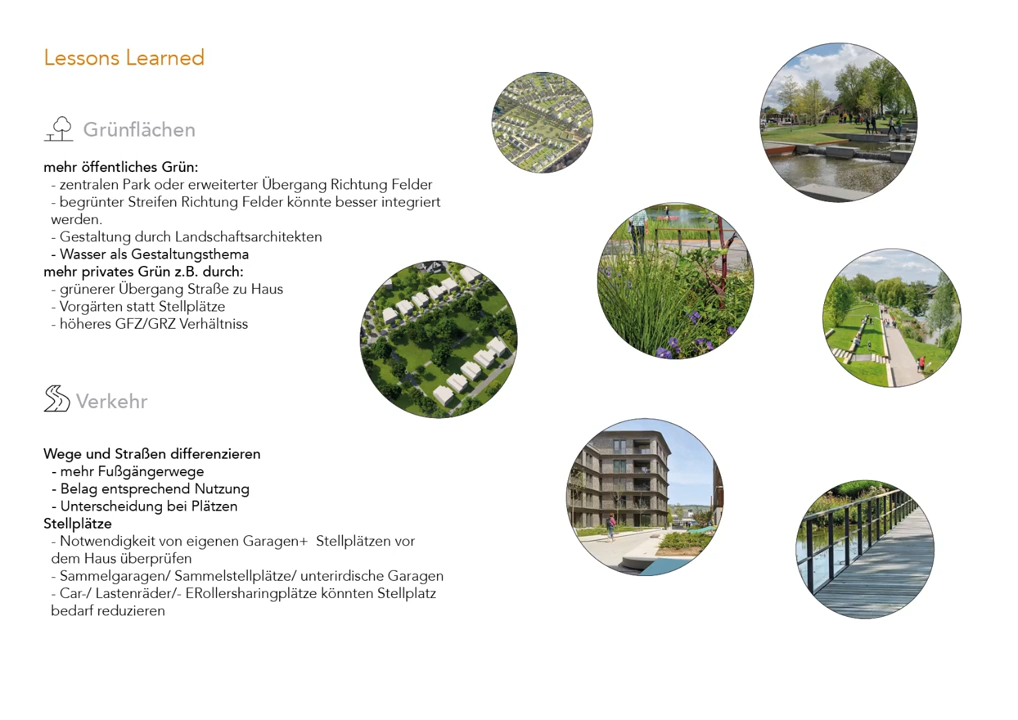 Lessons Learned
Grünflächen
mehr öffentliches Grün:
- zentralen Park oder erweiterter Übergang Richtung Felder
- begrünter Streifen Richtung Felder könnte besser integriert
werden.
- Gestaltung durch Landschaftsarchitekten
- Wasser als Gestaltungsthema
mehr privates Grün z.B. durch:
- grünerer Übergang Straße zu Haus
- Vorgärten statt Stellplätze
- höheres GFZ/GRZ Verhältniss
Verkehr
Wege und Straßen differenzieren
- mehr Fußgängerwege
- Belag entsprechend Nutzung
- Unterscheidung bei Plätzen
Stellplätze
- Notwendigkeit von eigenen Garagen+ Stellplätzen vor
dem Haus überprüfen
- Sammelgaragen/ Sammelstellplätze/ unterirdische Garagen
- Car-/ Lastenräder/- ERollersharingplätze könnten Stellplatz
bedarf reduzieren